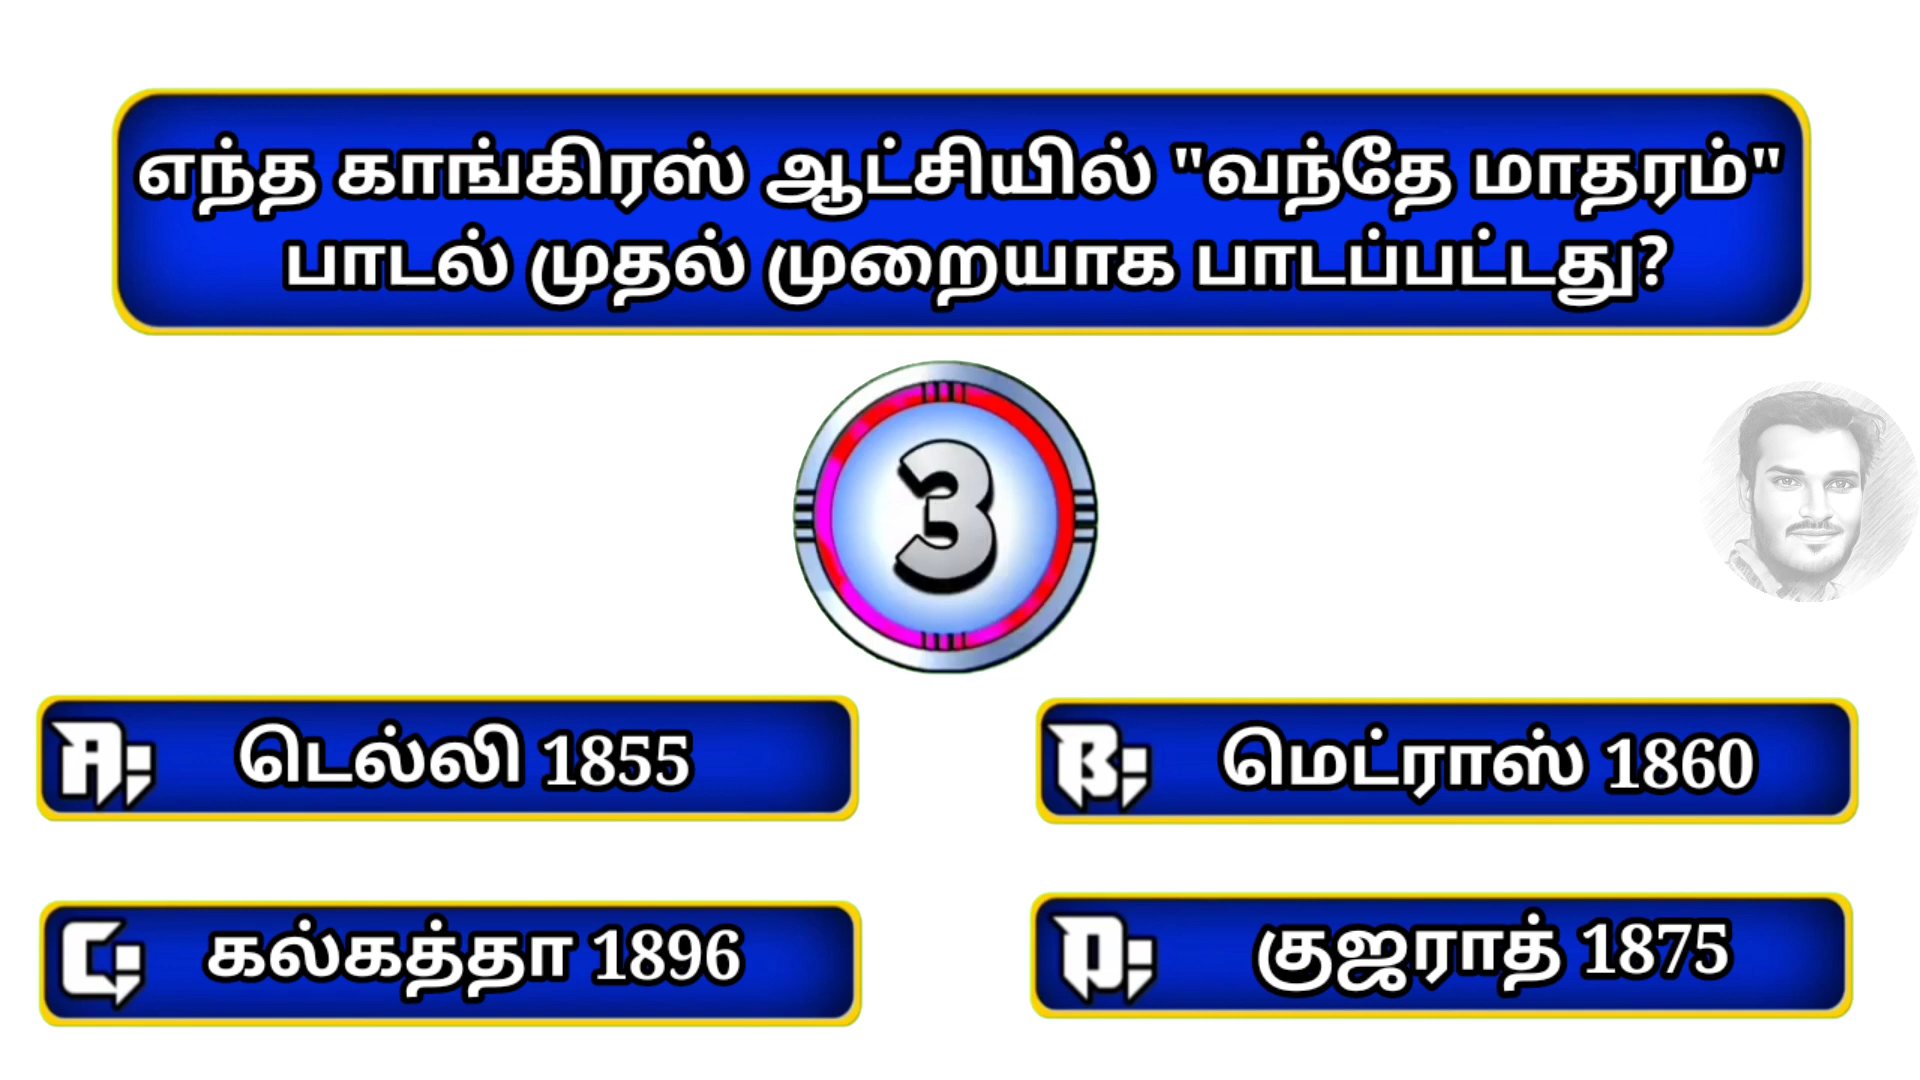 எந்த காங்கிரஸ் ஆட்சியில் "வந்தே மாதரம்"
பாடல் முதல் முறையாக பாடப்பட்டது?
3
A: டெல்லி 1855
B: மெட்ராஸ் 1860
C: கல்கத்தா 1896
D: குஜராத் 1875